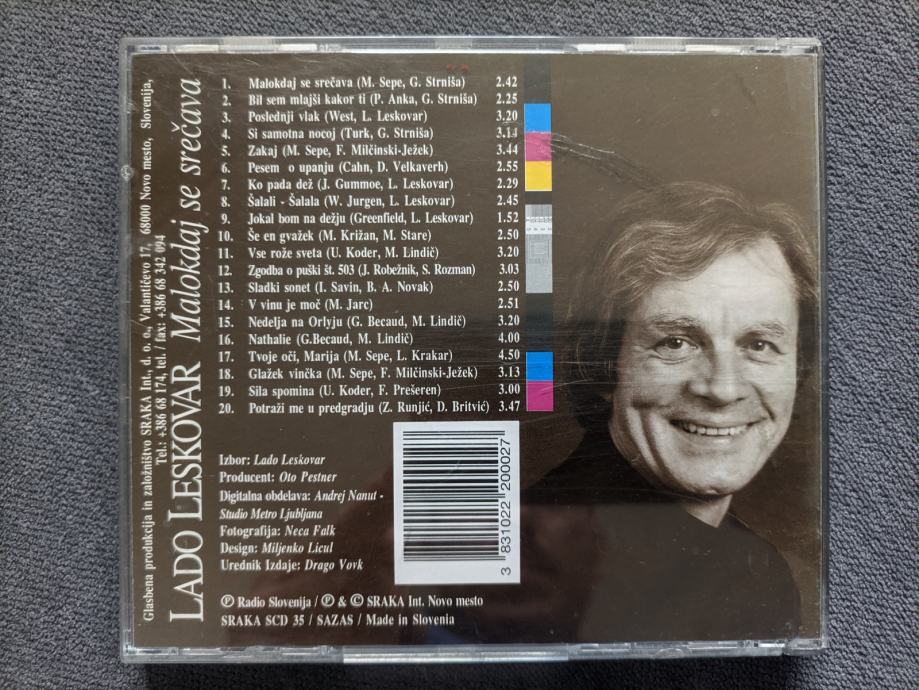 1. Malokdaj se srečava (M. Sepe, G. Strniša) 2.42
2. Bil sem mlajši kakor ti (P. Anka, G. Strniša) 2.25
3. Poslednji vlak (West, L. Leskovar) 3.20
4. Si samotna nocoj (Turk, G. Strniša) 3.14
5. Zakaj (M. Sepe, F. Milčinski-Ježek) 3.44
6. Pesem o upanju (Cahn, D. Velkaverh) 2.55
7. Ko pada dež (J. Gummoe, L. Leskovar) 2.29
8. Šalali - Šalala (W. Jurgen, L. Leskovar) 2.45
9. Jokal bom na dežju (Greenfield, L. Leskovar) 1.52
10. Še en gvažek (M. Križan, M. Stare) 2.50
11. Vse rože sveta (U. Koder, M. Lindič) 3.20
12. Zgodba o puški št. 503 (J. Robežnik, S. Rozman) 3.03
13. Sladki sonet (I. Savin, B. A. Novak) 2.50
14. V vinu je moč (M. Jarc) 2.51
15. Nedelja na Orlyju (G. Becaud, M. Lindič) 3.20
16. Nathalie (G.Becaud, M. Lindič) 4.00
17. Tvoje oči, Marija (M. Sepe, L. Krakar) 4.50
18. Glažek vinčka (M. Sepe, F. Milčinski-Ježek) 3.13
19. Sila spomina (U. Koder, F. Prešeren) 3.00
20. Potraži me u predgradju (Z. Runjić, D. Britvić) 3.47
Izbor: Lado Leskovar
Producent: Oto Pestner
Digitalna obdelava: Andrej Nanut -
Studio Metro Ljubljana
Fotografija: Neca Falk
Design: Miljenko Licul
Urednik Izdaje: Drago Vovk
3 831022 200027
Ⓟ Radio Slovenija / Ⓟ & © SRAKA Int. Novo mesto
SRAKA SCD 35 / SAZAS / Made in Slovenia
Glasbena produkcija in založništvo SRAKA Int., d. o. o., Valantičevo 17, 68000 Novo mesto, Slovenija,
Tel.: +386 68 174, tel. / fax: +386 68 342 094
LADO LESKOVAR Malokdaj se srečava